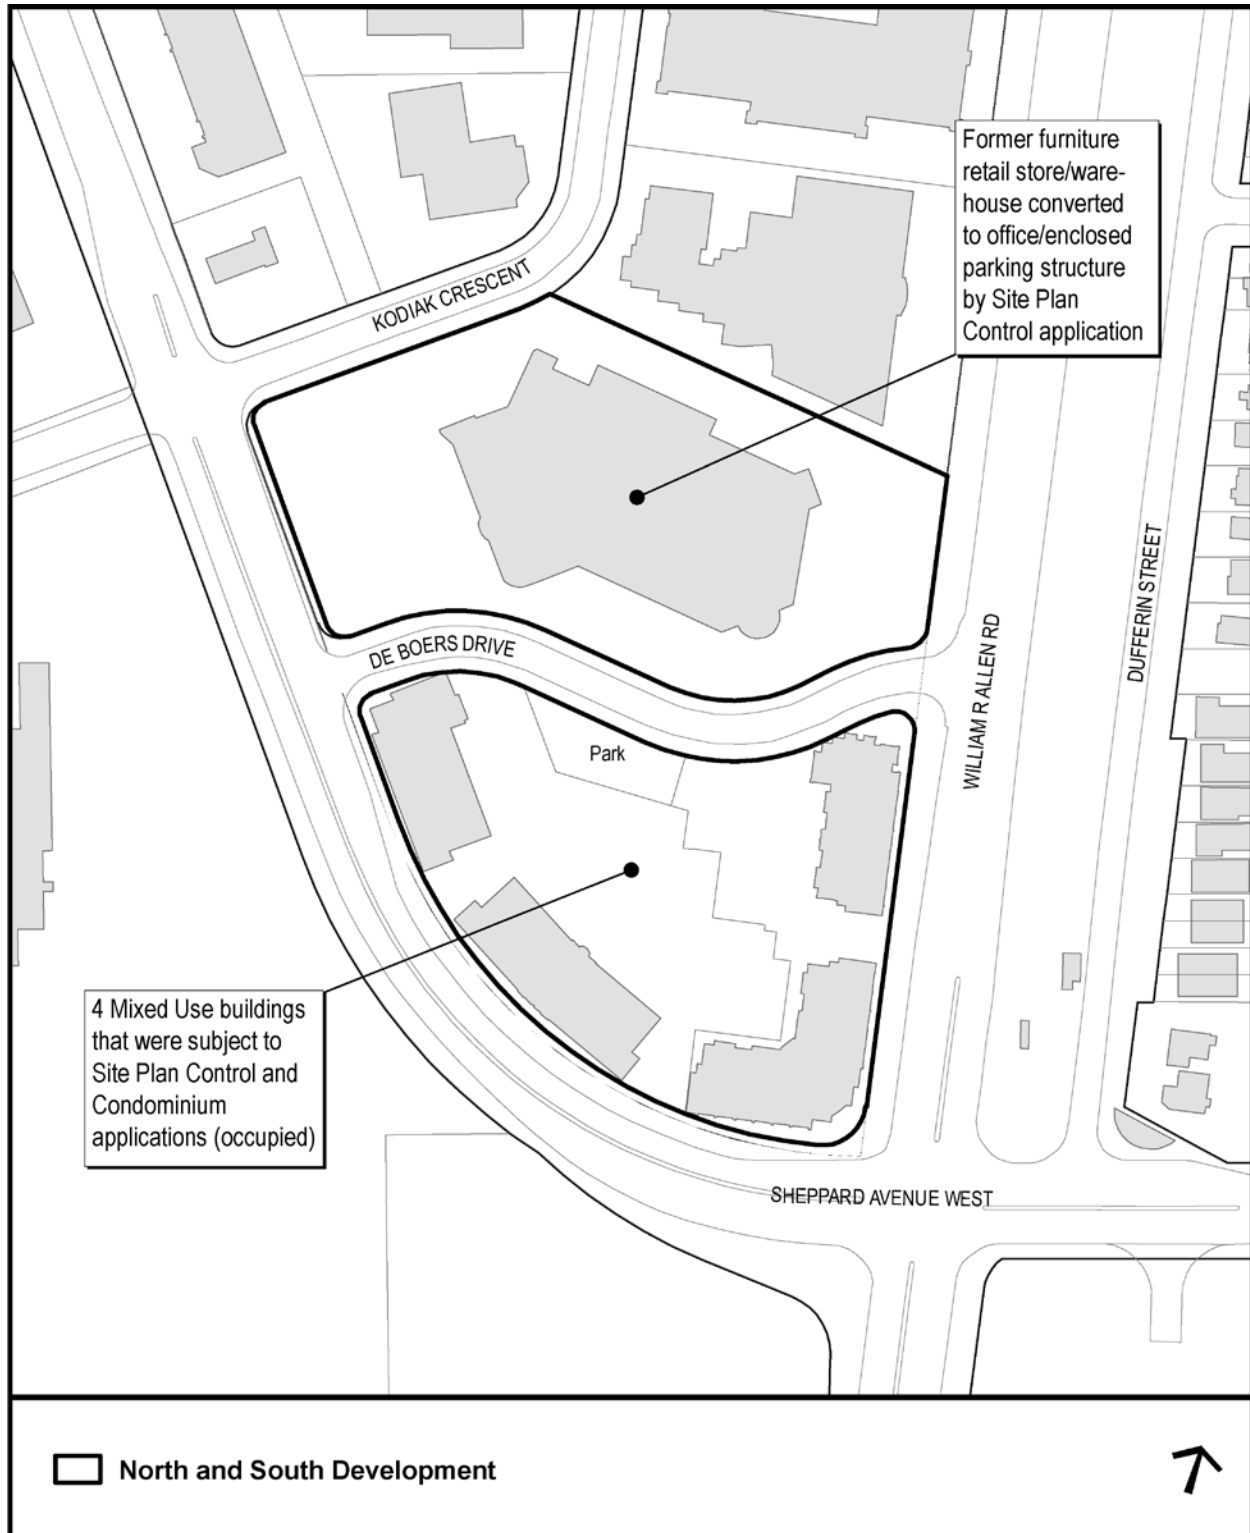 Former furniture
retail store/ware-
house converted
to office/enclosed
parking structure
by Site Plan
Control application
KODIAK CRESCENT
DE BOERS DRIVE
Park
WILLIAM R ALLEN RD
DUFFERIN STREET
4 Mixed Use buildings
that were subject to
Site Plan Control and
Condominium
applications (occupied)
SHEPPARD AVENUE WEST
North and South Development